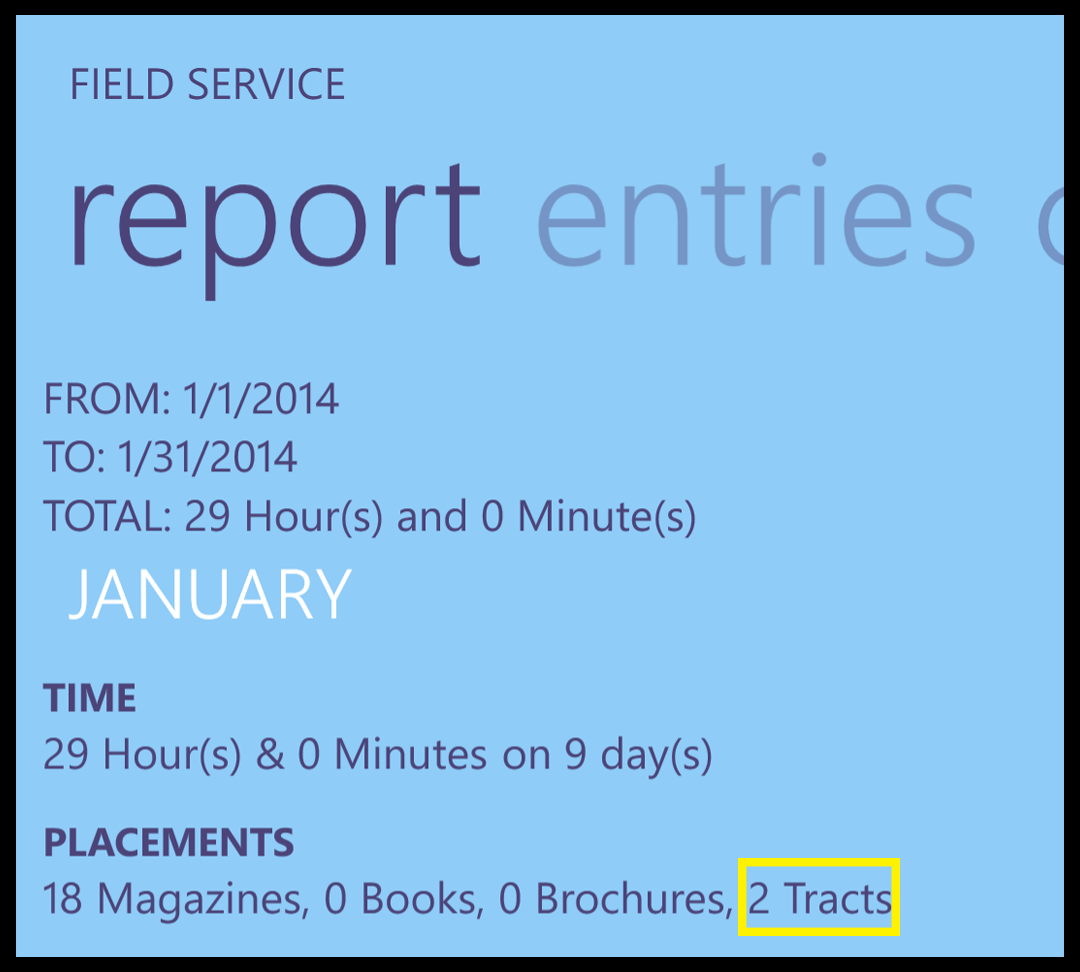 FIELD SERVICE
report entries
FROM: 1/1/2014
TO: 1/31/2014
TOTAL: 29 Hour(s) and 0 Minute(s)
JANUARY
TIME
29 Hour(s) & 0 Minutes on 9 day(s)
PLACEMENTS
18 Magazines, 0 Books, 0 Brochures, 2 Tracts